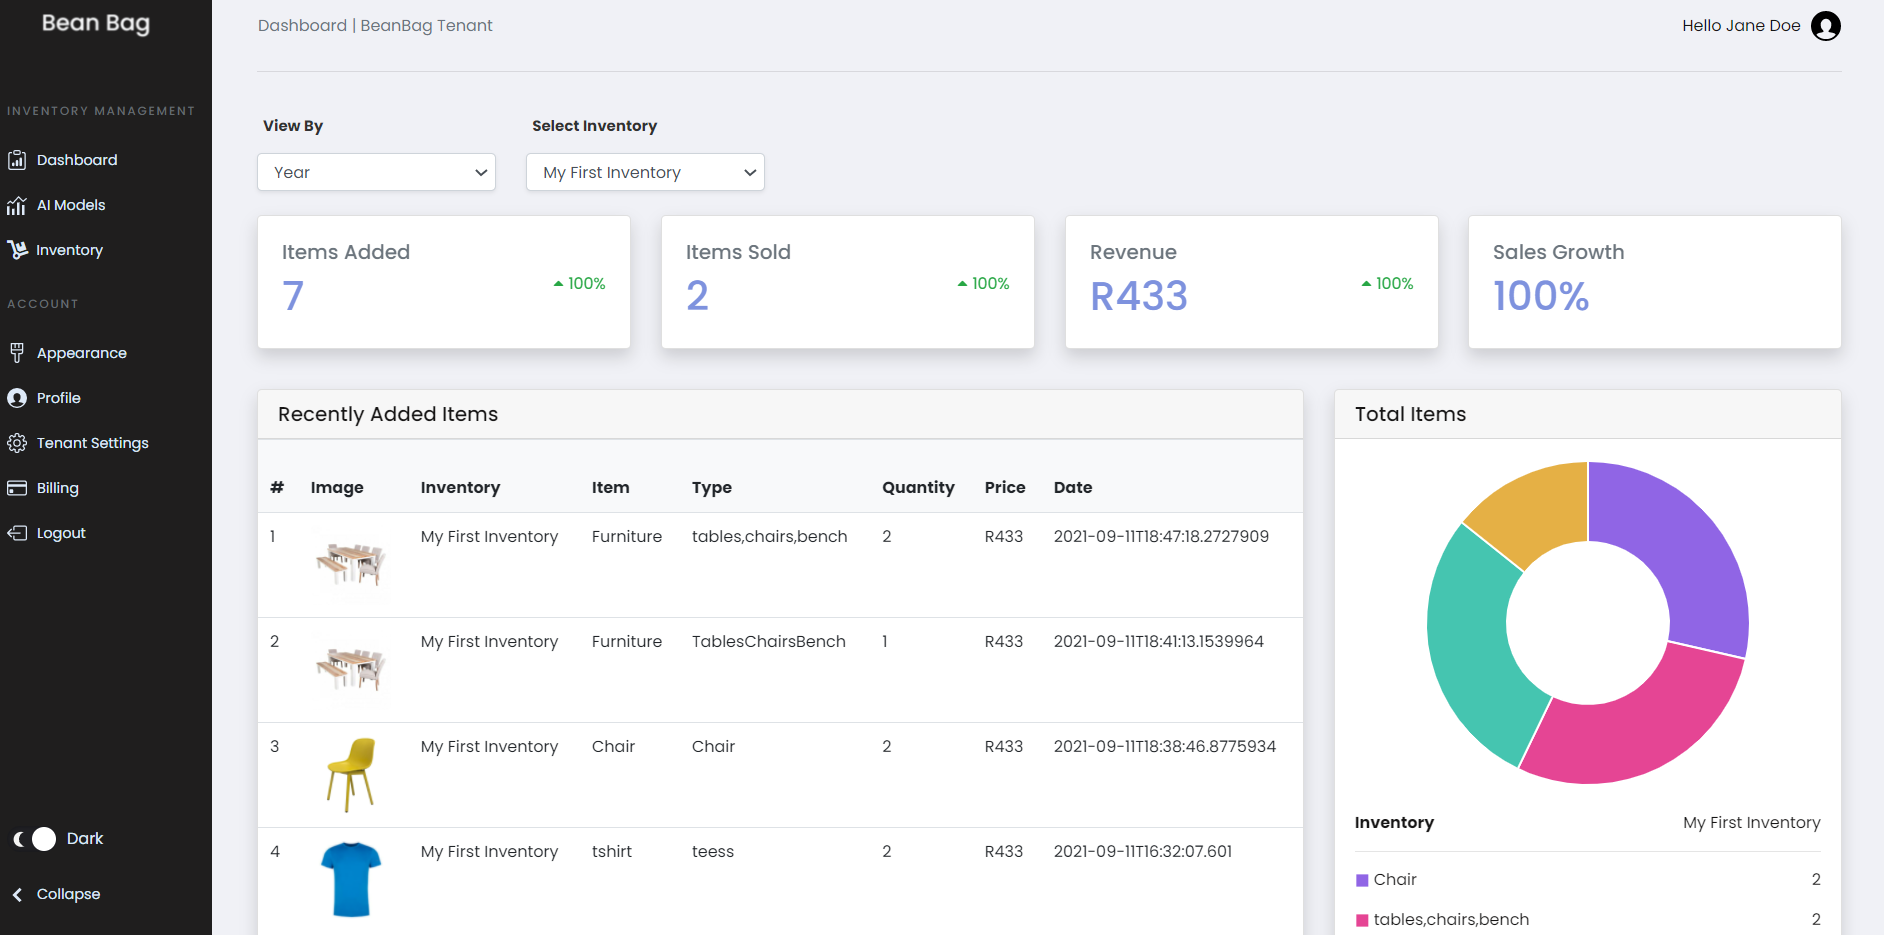 Bean Bag
Dashboard | BeanBag Tenant
Hello Jane Doe
INVENTORY MANAGEMENT
Dashboard
AI Models
Inventory
ACCOUNT
Appearance
Profile
Tenant Settings
Billing
Logout
Dark
Collapse
View By
Select Inventory
Year
My First Inventory
Items Added
7
100%
Items Sold
2
100%
Revenue
R433
100%
Sales Growth
100%
Recently Added Items
# Image Inventory Item Type Quantity Price Date
1 My First Inventory Furniture tables,chairs,bench 2 R433 2021-09-11T18:47:18.2727909
2 My First Inventory Furniture TablesChairsBench 1 R433 2021-09-11T18:41:13.1539964
3 My First Inventory Chair Chair 2 R433 2021-09-11T18:38:46.8775934
4 My First Inventory tshirt teess 2 R433 2021-09-11T16:32:07.601
Total Items
Inventory My First Inventory
Chair 2
tables,chairs,bench 2